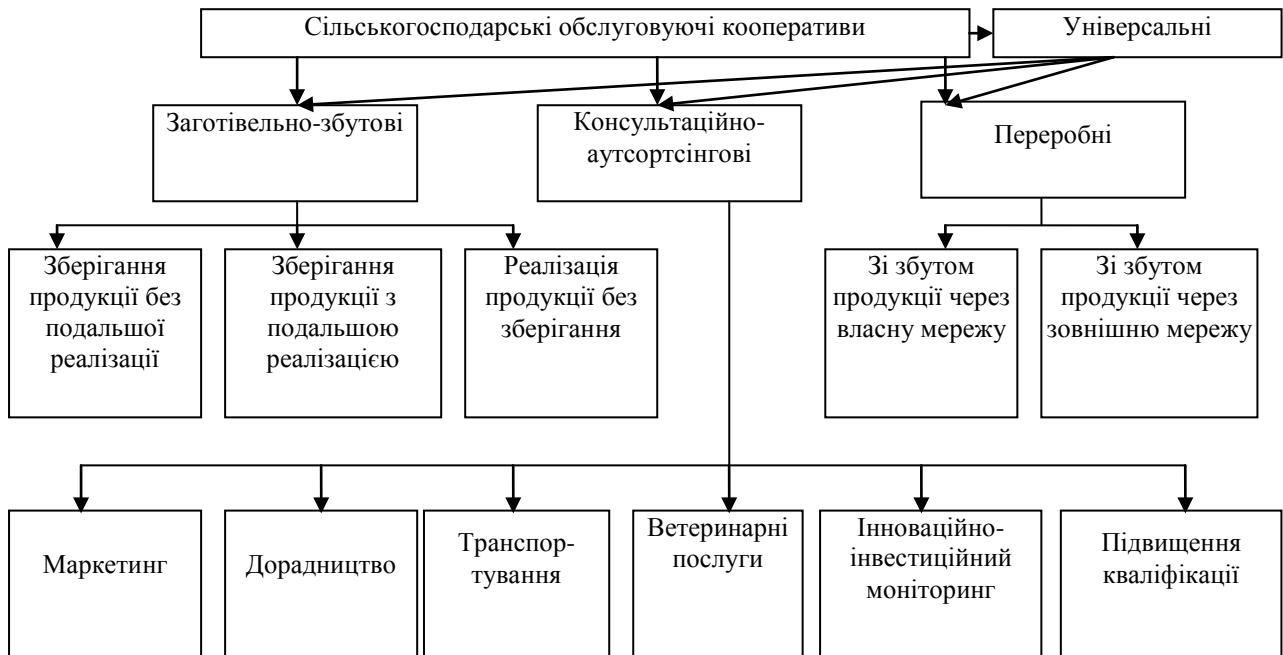 Сільськогосподарські обслуговуючі кооперативи
Універсальні
Заготівельно-збутові
Консультаційно-
аутсортсінгові
Переробні
Зберігання
продукції без
подальшої
реалізації
Зберігання
продукції з
подальшою
реалізацією
Реалізація
продукції без
зберігання
Зі збутом
продукції через
власну мережу
Зі збутом
продукції через
зовнішню мережу
Маркетинг
Дорадництво
Транспор-
тування
Ветеринарні
послуги
Інноваційно-
інвестиційний
моніторинг
Підвищення
кваліфікації